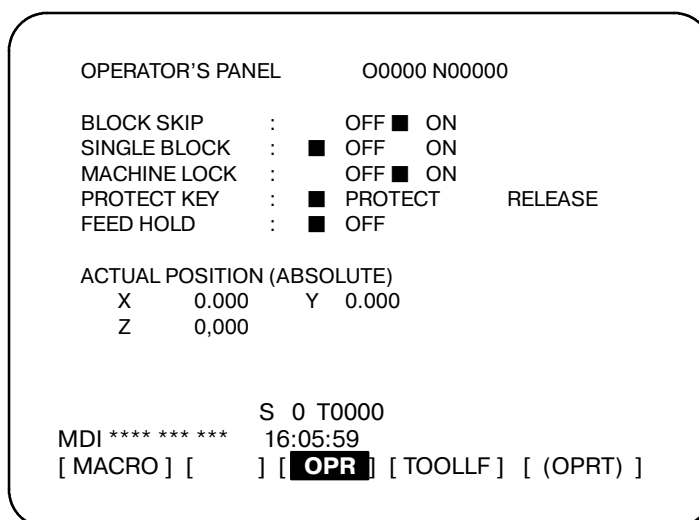 OPERATOR'S PANEL O0000 N00000
BLOCK SKIP : OFF ■ ON
SINGLE BLOCK : ■ OFF ON
MACHINE LOCK : OFF ■ ON
PROTECT KEY : ■ PROTECT RELEASE
FEED HOLD : ■ OFF
ACTUAL POSITION (ABSOLUTE)
X 0.000 Y 0.000
Z 0,000
S 0 T0000
MDI **** *** *** 16:05:59
[ MACRO ] [ ] [ OPR ] [ TOOLLF ] [ (OPRT) ]